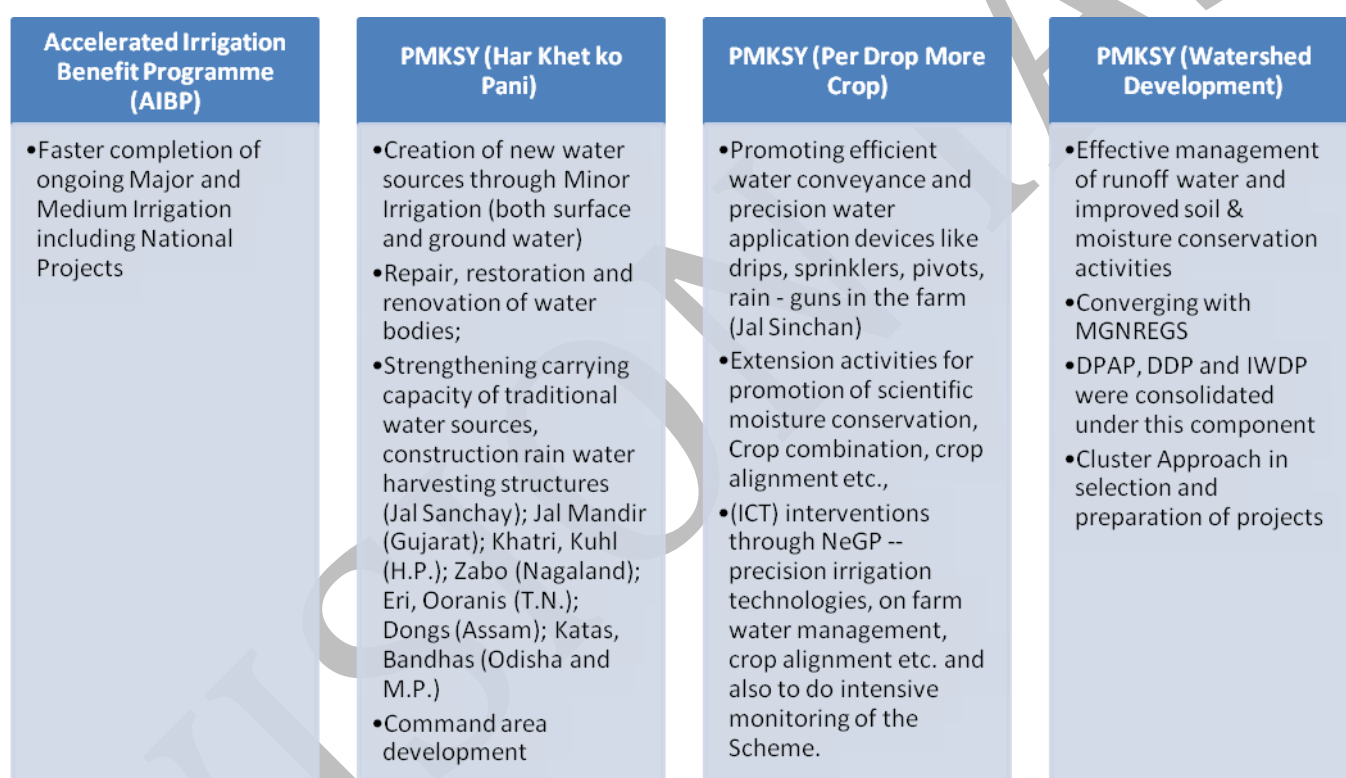 Accelerated Irrigation
Benefit Programme
(AIBP)
•Faster completion of
ongoing Major and
Medium Irrigation
including National
Projects
PMKSY (Har Khet ko
Pani)
•Creation of new water
sources through Minor
Irrigation (both surface
and ground water)
•Repair, restoration and
renovation of water
bodies;
•Strengthening carrying
capacity of traditional
water sources,
construction rain water
harvesting structures
(Jal Sanchay); Jal Mandir
(Gujarat); Khatri, Kuhl
(H.P.); Zabo (Nagaland);
Eri, Ooranis (T.N.);
Dongs (Assam); Katas,
Bandhas (Odisha and
M.P.)
•Command area
development
PMKSY (Per Drop More
Crop)
•Promoting efficient
water conveyance and
precision water
application devices like
drips, sprinklers, pivots,
rain - guns in the farm
(Jal Sinchan)
•Extension activities for
promotion of scientific
moisture conservation,
Crop combination, crop
alignment etc.,
•(ICT) interventions
through NeGP --
precision irrigation
technologies, on farm
water management,
crop alignment etc. and
also to do intensive
monitoring of the
Scheme.
PMKSY (Watershed
Development)
•Effective management
of runoff water and
improved soil &
moisture conservation
activities
•Converging with
MGNREGS
•DPAP, DDP and IWDP
were consolidated
under this component
•Cluster Approach in
selection and
preparation of projects